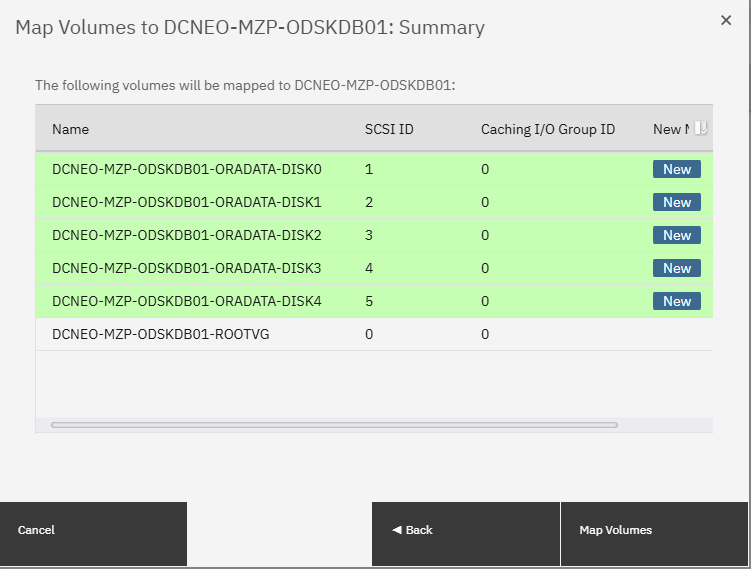 Map Volumes to DCNEO-MZP-ODSKDB01: Summary
The following volumes will be mapped to DCNEO-MZP-ODSKDB01:
Name SCSI ID Caching I/O Group ID New
DCNEO-MZP-ODSKDB01-ORADATA-DISK0 1 0 New
DCNEO-MZP-ODSKDB01-ORADATA-DISK1 2 0 New
DCNEO-MZP-ODSKDB01-ORADATA-DISK2 3 0 New
DCNEO-MZP-ODSKDB01-ORADATA-DISK3 4 0 New
DCNEO-MZP-ODSKDB01-ORADATA-DISK4 5 0 New
DCNEO-MZP-ODSKDB01-ROOTVG 0 0
Cancel Back Map Volumes